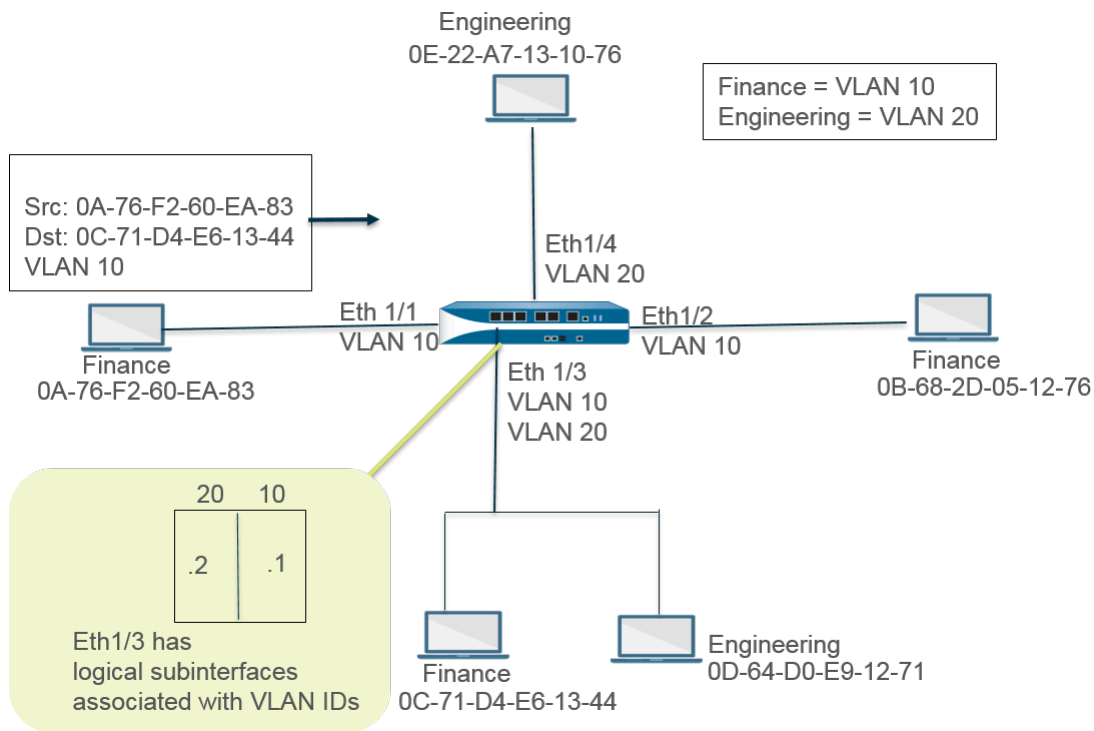 Engineering
0E-22-A7-13-10-76
Finance = VLAN 10
Engineering = VLAN 20
Src: 0A-76-F2-60-EA-83
Dst: 0C-71-D4-E6-13-44
VLAN 10
Eth1/4
VLAN 20
Eth 1/1
VLAN 10
Eth1/2
VLAN 10
Finance
0A-76-F2-60-EA-83
Finance
0B-68-2D-05-12-76
Eth 1/3
VLAN 10
VLAN 20
20 10
.2 .1
Eth1/3 has
logical subinterfaces
associated with VLAN IDs
Finance
0C-71-D4-E6-13-44
Engineering
0D-64-D0-E9-12-71